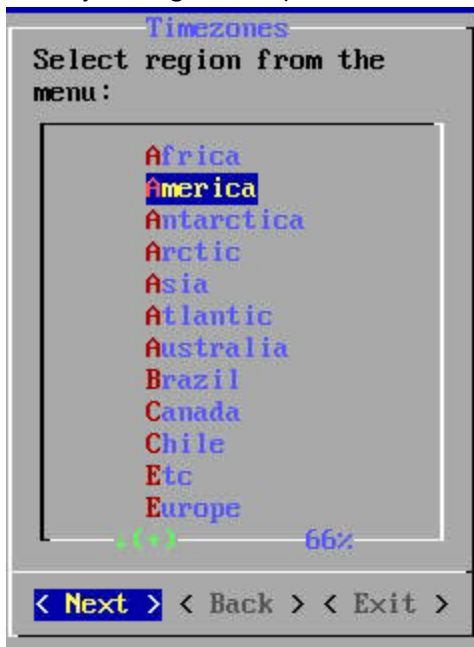 Timezones
Select region from the
menu:
Africa
America
Antarctica
Arctic
Asia
Atlantic
Australia
Brazil
Canada
Chile
Etc
Europe
↓(+) 66%
< Next > < Back > < Exit >